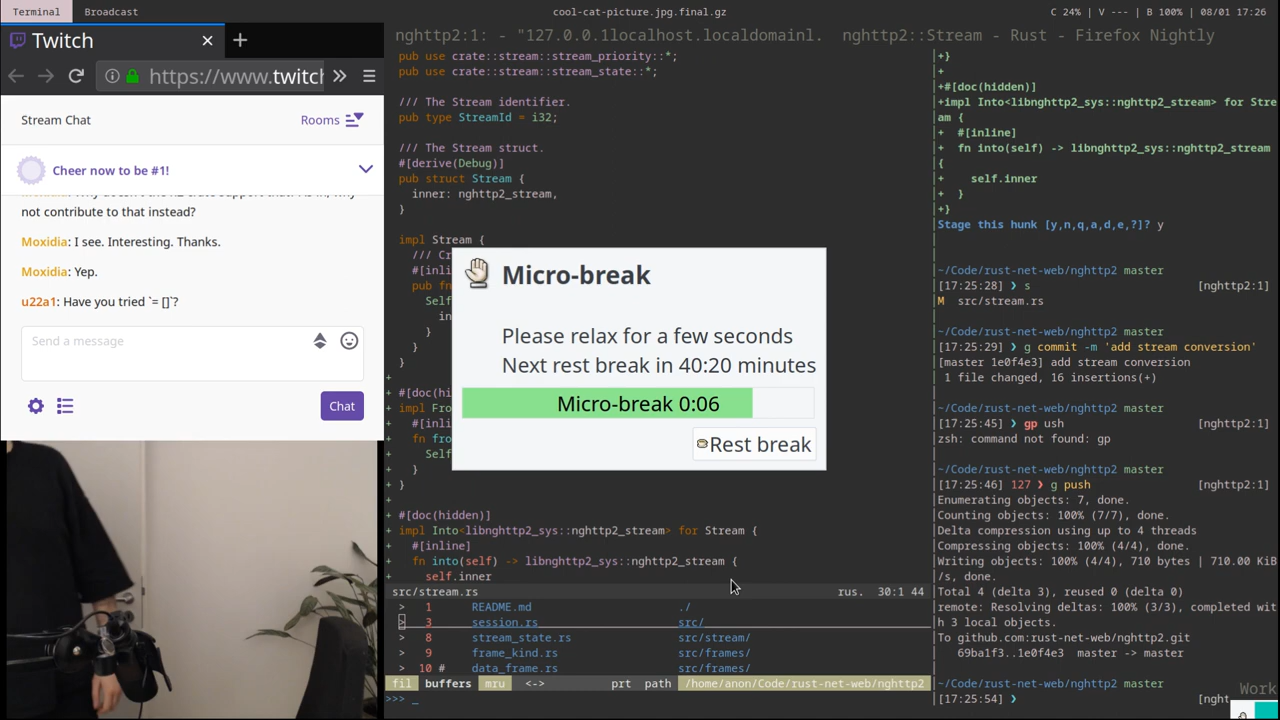 Terminal
Broadcast
cool-cat-picture.jpg.final.gz
C 24% | V --- | B 100% | 08/01 17:26
Twitch
https://www.twitch
Stream Chat
Rooms
Cheer now to be #1!
not contribute to that instead?
Moxidia: I see. Interesting. Thanks.
Moxidia: Yep.
u22a1: Have you tried `= []`?
Send a message
Chat
nghttp2:1: - "127.0.0.1localhost.localdomainl.
nghttp2::Stream - Rust - Firefox Nightly
pub use crate::stream::stream_priority::*;
pub use crate::stream::stream_state::*;
/// The Stream identifier.
pub type StreamId = i32;
/// The Stream struct.
#[derive(Debug)]
pub struct Stream {
inner: nghttp2_stream,
}
impl Stream {
/// Cr
#[inli
pub fn
Self
in
}
}
}
+
+ #[doc(hi
+ impl Fro
+ #[inli
+ fn fro
+ Self
+ }
+ }
+
+ #[doc(hidden)]
+ impl Into<libnghttp2_sys::nghttp2_stream> for Stream {
+ #[inline]
+ fn into(self) -> libnghttp2_sys::nghttp2_stream {
+ self.inner
src/stream.rs rus. 30:1 44
> 1 README.md ./
> 3 session.rs src/
> 8 stream_state.rs src/stream/
> 9 frame_kind.rs src/frames/
> 10 # data_frame.rs src/frames/
fil buffers mru <-> prt path /home/anon/Code/rust-net-web/nghttp2
>>> _
Micro-break
Please relax for a few seconds
Next rest break in 40:20 minutes
Micro-break 0:06
Rest break
+}
+
+#[doc(hidden)]
+impl Into<libnghttp2_sys::nghttp2_stream> for Stre
am {
+ #[inline]
+ fn into(self) -> libnghttp2_sys::nghttp2_stream
{
+ self.inner
+ }
+}
Stage this hunk [y,n,q,a,d,e,?]? y
~/Code/rust-net-web/nghttp2 master
[17:25:28] ❯ s [nghttp2:1]
M src/stream.rs
~/Code/rust-net-web/nghttp2 master
[17:25:29] ❯ g commit -m 'add stream conversion'
[master 1e0f4e3] add stream conversion
1 file changed, 16 insertions(+)
~/Code/rust-net-web/nghttp2 master
[17:25:45] ❯ gp ush [nghttp2:1]
zsh: command not found: gp
~/Code/rust-net-web/nghttp2 master
[17:25:46] 127 ❯ g push [nghttp2:1]
Enumerating objects: 7, done.
Counting objects: 100% (7/7), done.
Delta compression using up to 4 threads
Compressing objects: 100% (4/4), done.
Writing objects: 100% (4/4), 710 bytes | 710.00 KiB
/s, done.
Total 4 (delta 3), reused 0 (delta 0)
remote: Resolving deltas: 100% (3/3), completed wit
h 3 local objects.
To github.com:rust-net-web/nghttp2.git
69ba1f3..1e0f4e3 master -> master
~/Code/rust-net-web/nghttp2 master
[17:25:54] ❯ [nght
Work